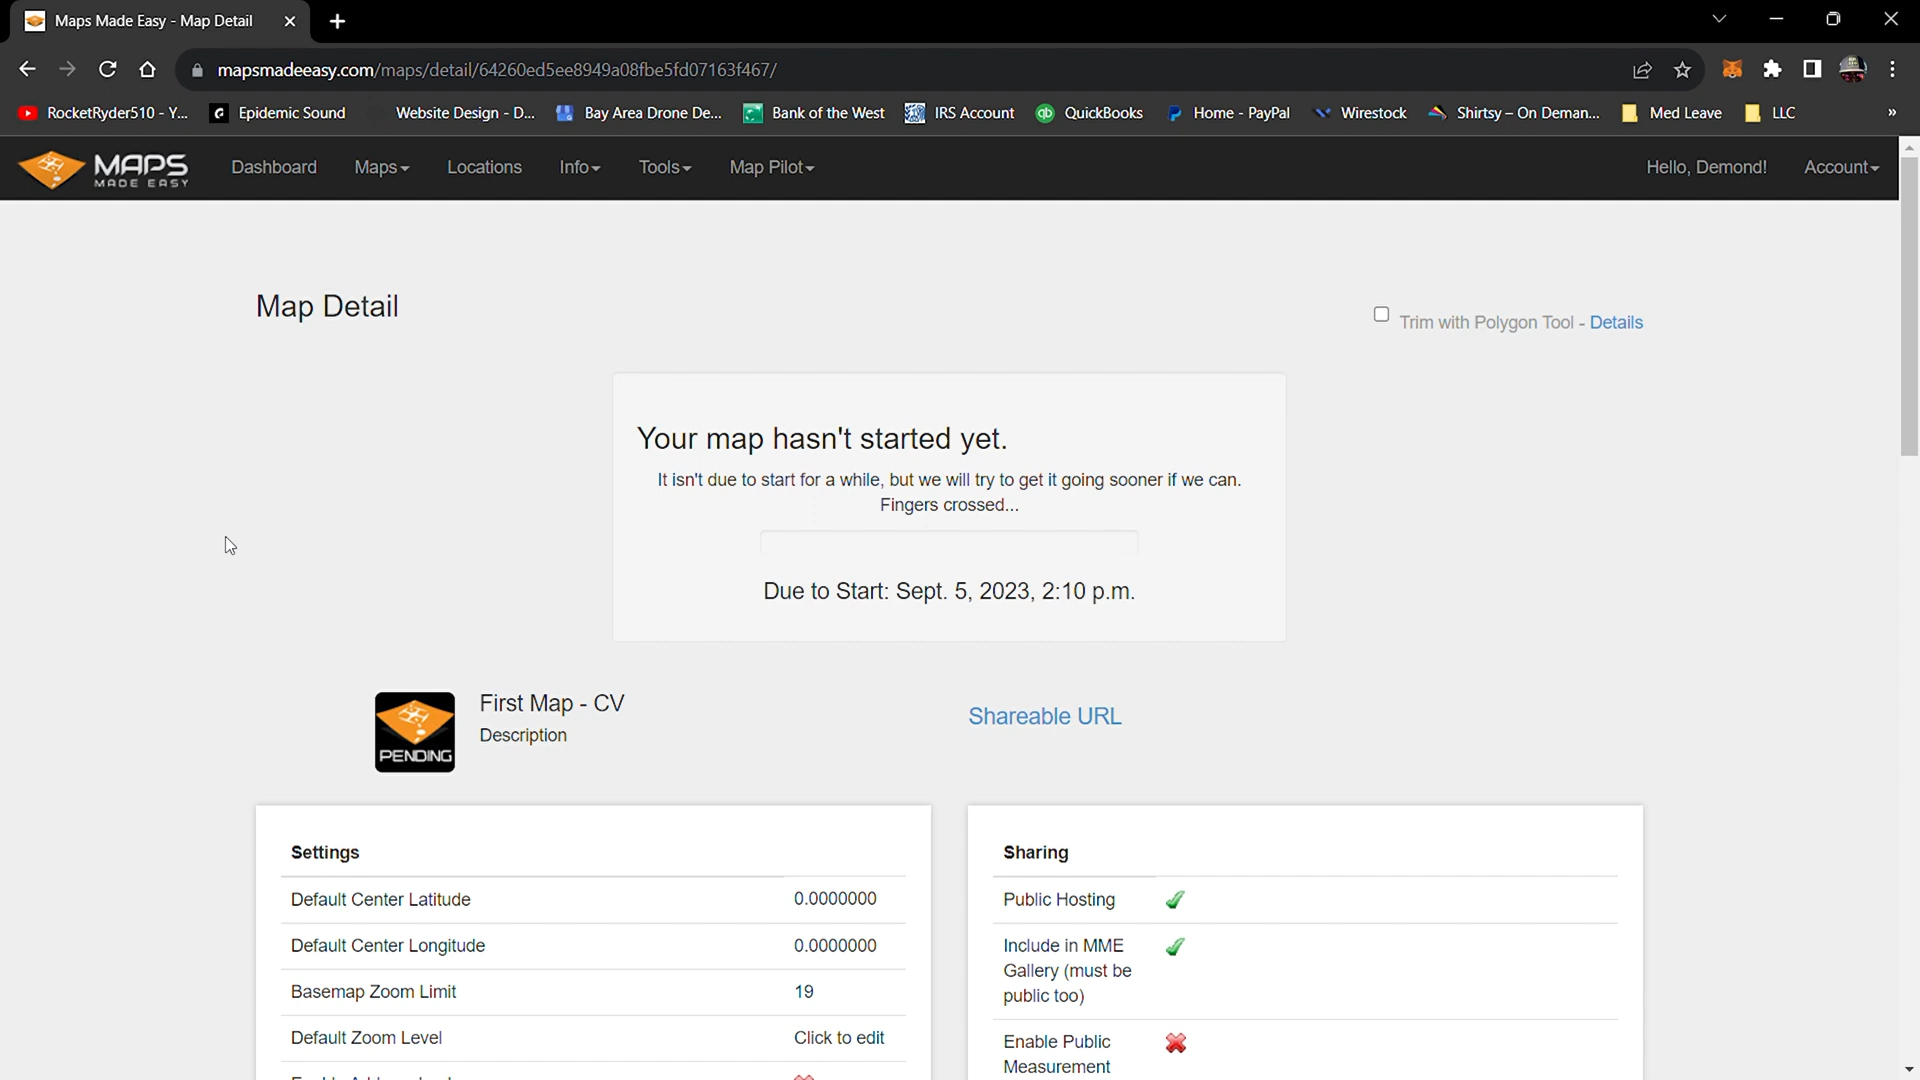 Maps Made Easy - Map Detail
mapsmadeeasy.com/maps/detail/64260ed5ee8949a08fbe5fd07163f467/
RocketRyder510 - Y... Epidemic Sound Website Design - D... Bay Area Drone De... Bank of the West IRS Account QuickBooks Home - PayPal Wirestock Shirtsy – On Deman... Med Leave LLC »
MAPS
MADE EASY
Dashboard Maps Locations Info Tools Map Pilot Hello, Demond! Account
Map Detail
Trim with Polygon Tool - Details
Your map hasn't started yet.
It isn't due to start for a while, but we will try to get it going sooner if we can.
Fingers crossed...
Due to Start: Sept. 5, 2023, 2:10 p.m.
PENDING
First Map - CV
Description
Shareable URL
Settings
Default Center Latitude 0.0000000
Default Center Longitude 0.0000000
Basemap Zoom Limit 19
Default Zoom Level Click to edit
Sharing
Public Hosting
Include in MME
Gallery (must be
public too)
Enable Public
Measurement